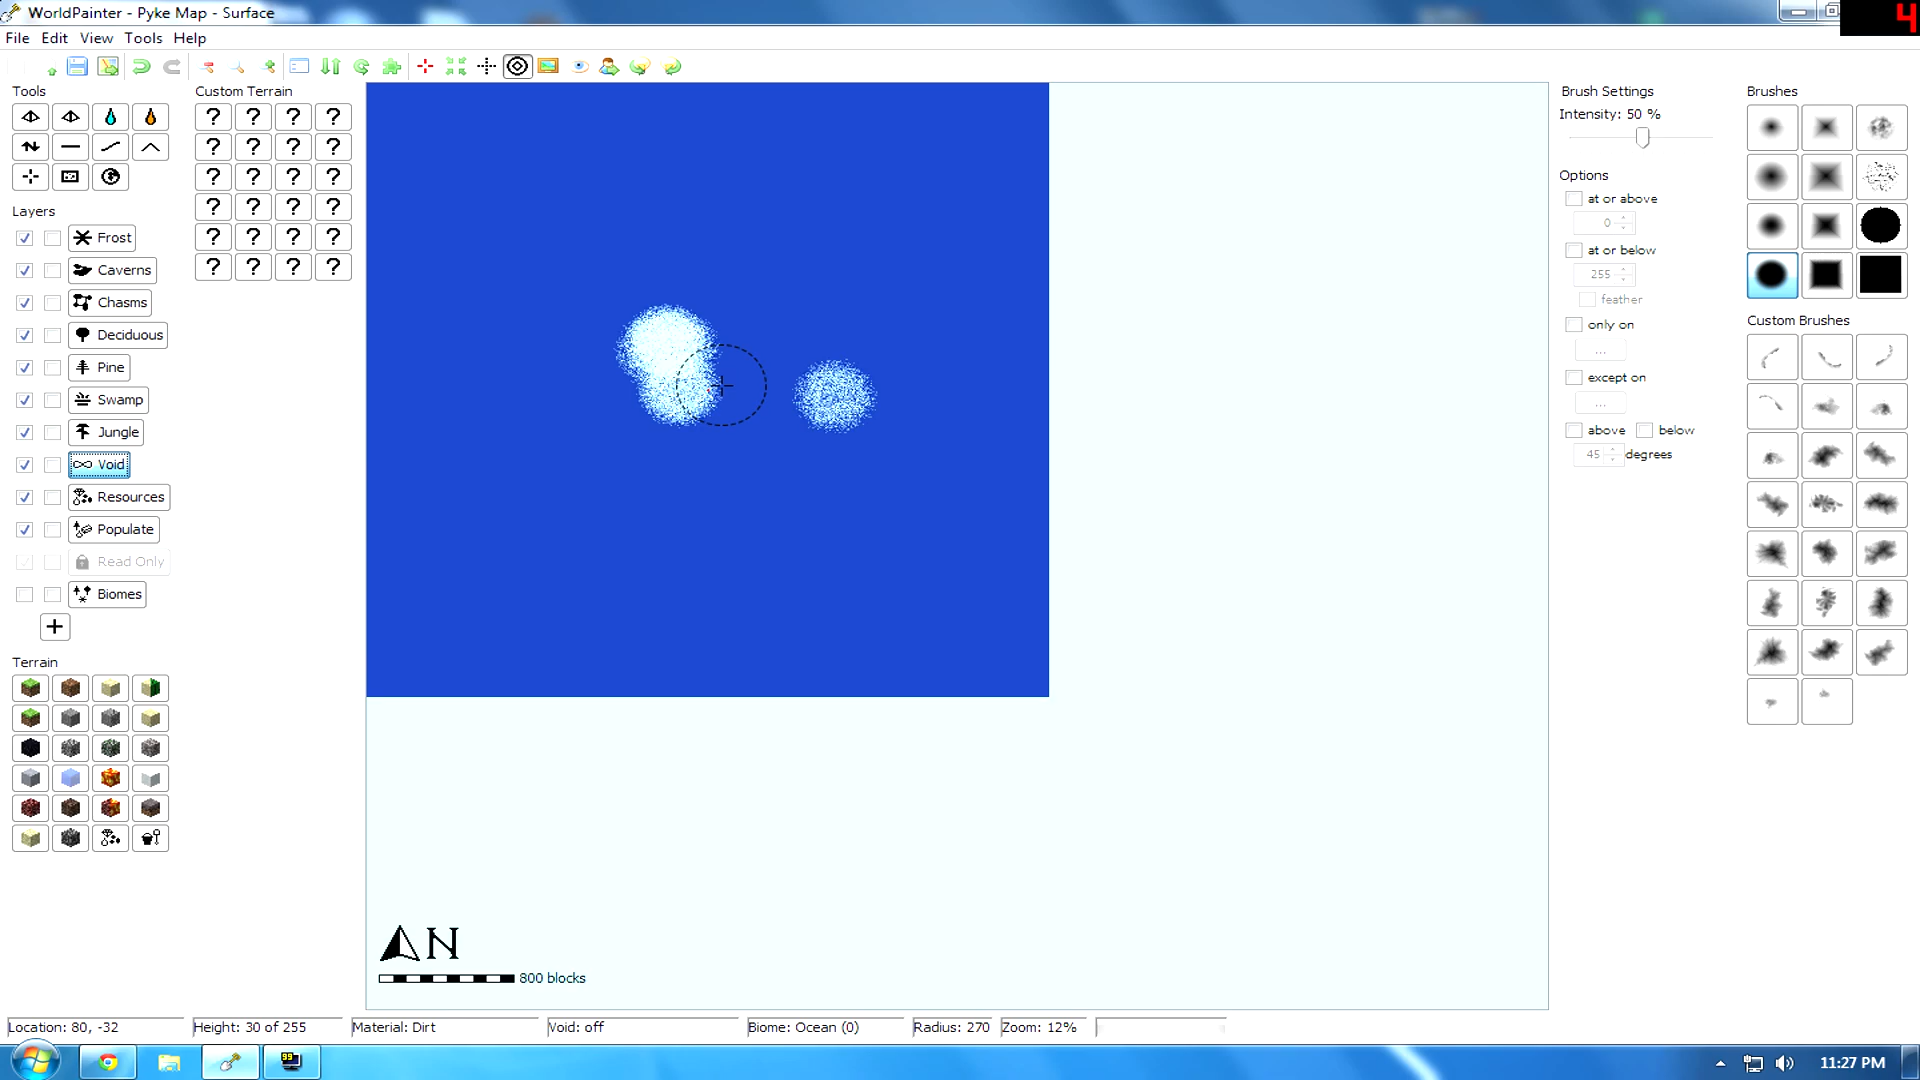 WorldPainter - Pyke Map - Surface
4
File Edit View Tools Help
Tools
Custom Terrain
? ? ? ?
? ? ? ?
? ? ? ?
? ? ? ?
? ? ? ?
? ? ? ?
Layers
Frost
Caverns
Chasms
Deciduous
Pine
Swamp
Jungle
Void
Resources
Populate
Read Only
Biomes
+
Terrain
N
800 blocks
Brush Settings
Intensity: 50 %
Options
at or above
0
at or below
255
feather
only on
...
except on
...
above below
45 degrees
Brushes
Custom Brushes
Location: 80, -32 Height: 30 of 255 Material: Dirt Void: off Biome: Ocean (0) Radius: 270 Zoom: 12%
99
11:27 PM